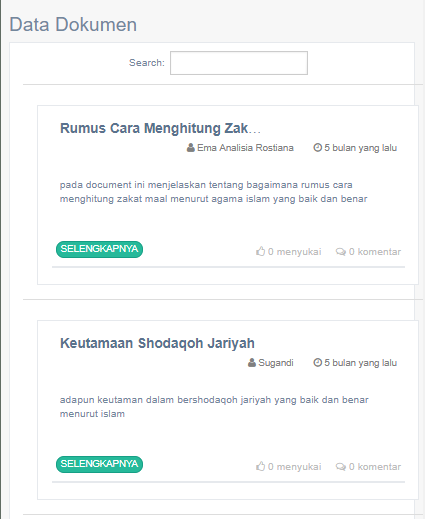 Data Dokumen
Search:
Rumus Cara Menghitung Zak...
Ema Analisia Rostiana 5 bulan yang lalu
pada document ini menjelaskan tentang bagaimana rumus cara
menghitung zakat maal menurut agama islam yang baik dan benar
SELENGKAPNYA 0 menyukai 0 komentar
Keutamaan Shodaqoh Jariyah
Sugandi 5 bulan yang lalu
adapun keutaman dalam bershodaqoh jariyah yang baik dan benar
menurut islam
SELENGKAPNYA 0 menyukai 0 komentar